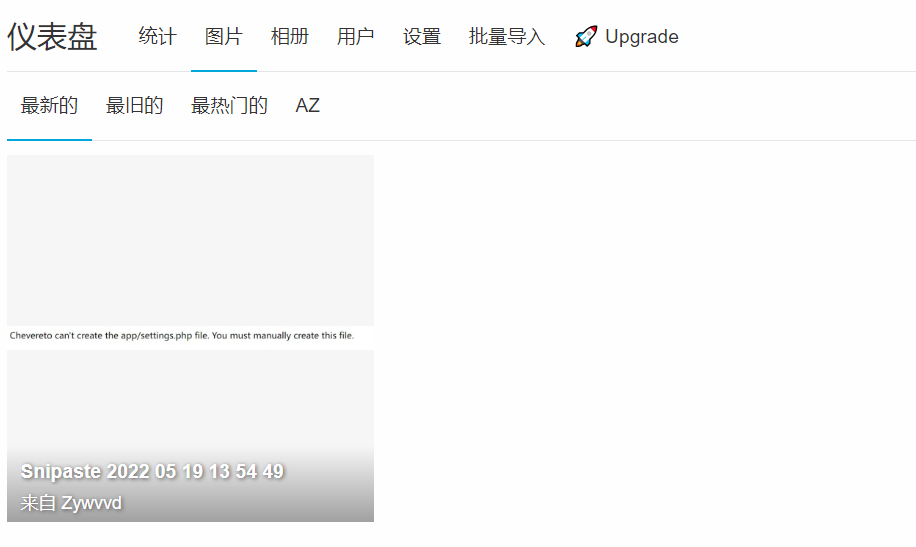 仪表盘 统计 图片 相册 用户 设置 批量导入 Upgrade
最新的 最旧的 最热门的 AZ
Chevereto can't create the app/settings.php file. You must manually create this file.
Snipaste 2022 05 19 13 54 49
来自 Zywvvd